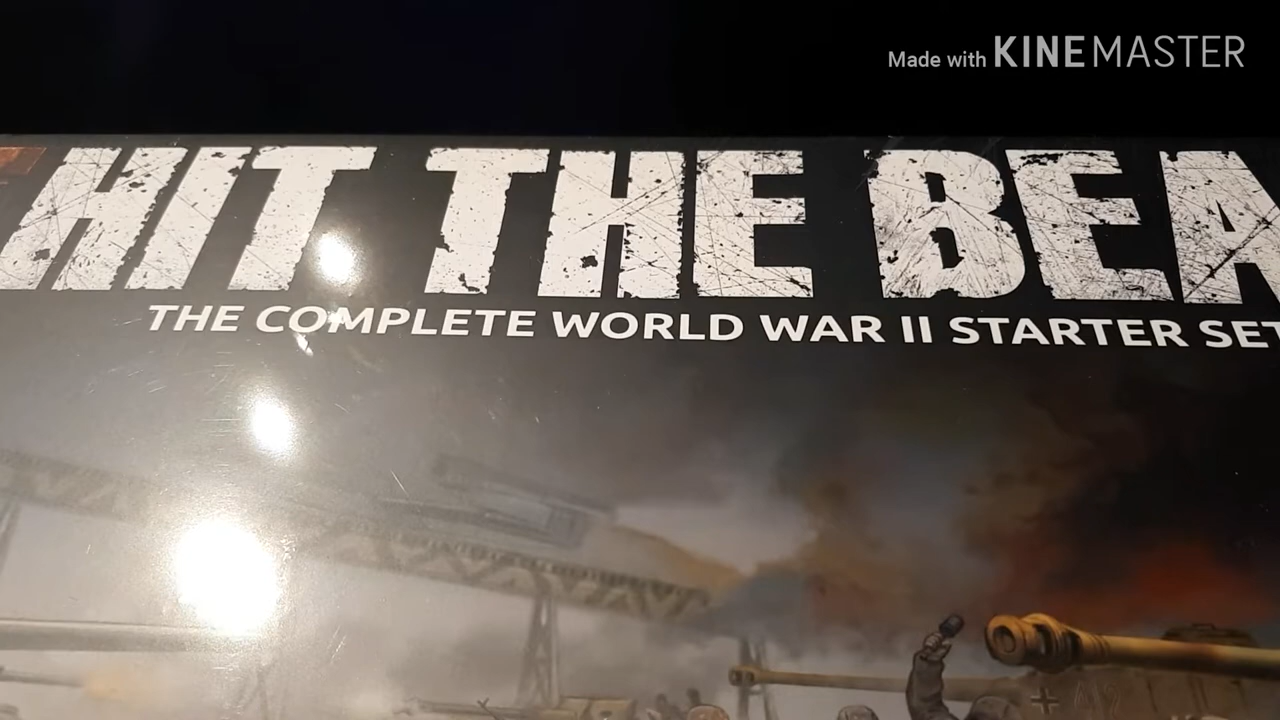 Made with KINEMASTER
HIT THE BEA
THE COMPLETE WORLD WAR II STARTER SET